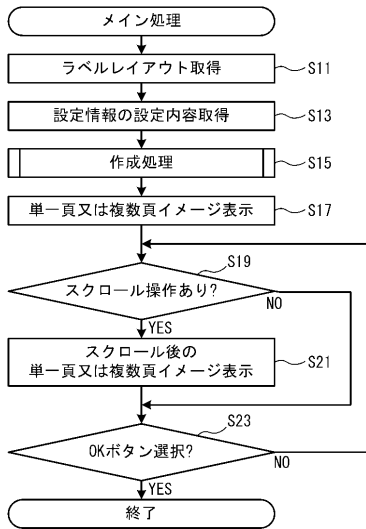 メイン処理
ラベルレイアウト取得
S11
設定情報の設定内容取得
S13
作成処理
S15
単一頁又は複数頁イメージ表示
S17
S19
スクロール操作あり?
NO
YES
スクロール後の
単一頁又は複数頁イメージ表示
S21
S23
OKボタン選択?
NO
YES
終了